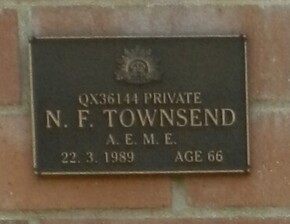 QX36144 PRIVATE
N. F. TOWNSEND
A. E. M. E.
22. 3. 1989 AGE 66